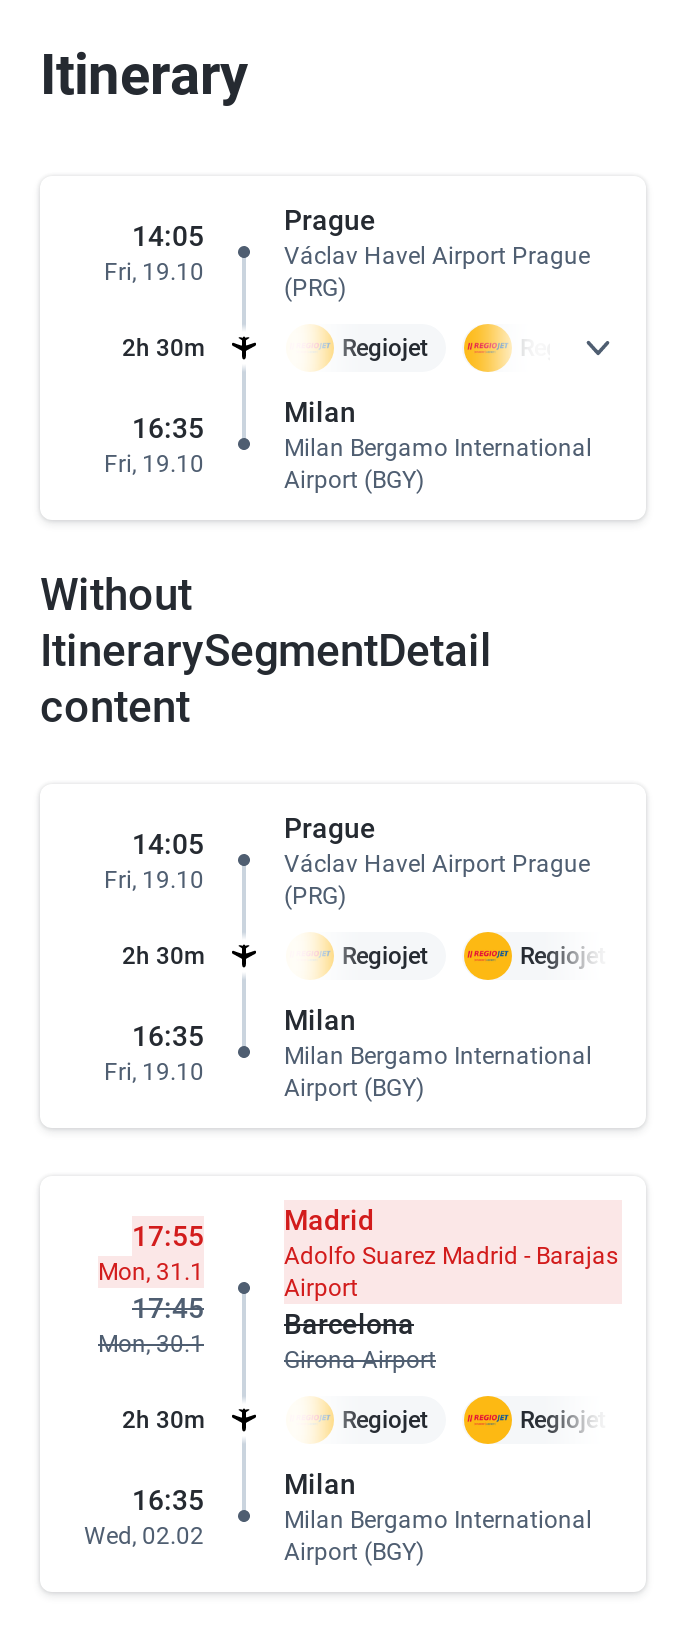 Itinerary
14:05
Fri, 19.10
Prague
Václav Havel Airport Prague
(PRG)
2h 30m
Regiojet
REGIOJET
16:35
Fri, 19.10
Milan
Milan Bergamo International
Airport (BGY)
Without
ItinerarySegmentDetail
content
14:05
Fri, 19.10
Prague
Václav Havel Airport Prague
(PRG)
2h 30m
Regiojet
REGIOJET
Regiojet
16:35
Fri, 19.10
Milan
Milan Bergamo International
Airport (BGY)
17:55
Mon, 31.1
17:45
Mon, 30.1
Madrid
Adolfo Suarez Madrid - Barajas
Airport
Barcelona
Girona Airport
2h 30m
Regiojet
REGIOJET
Regiojet
16:35
Wed, 02.02
Milan
Milan Bergamo International
Airport (BGY)